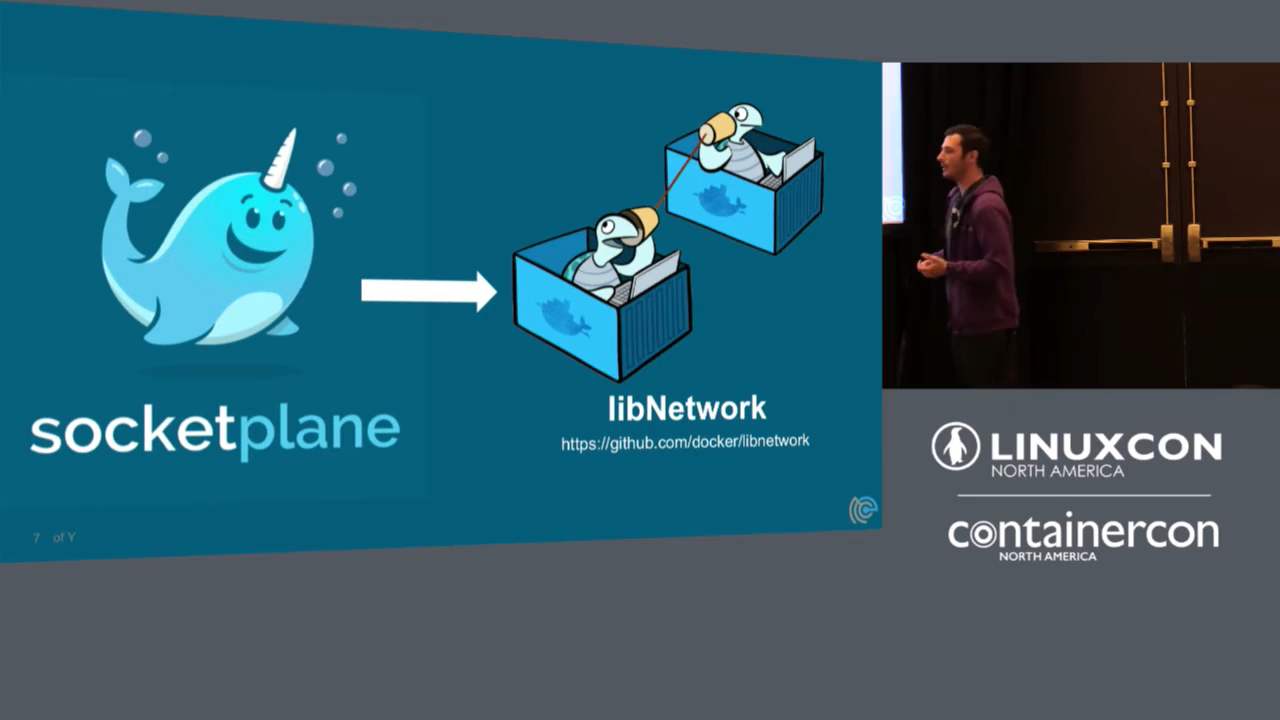 socketplane
libNetwork
https://github.com/docker/libnetwork
7 of Y
LINUXCON
NORTH AMERICA
containercon
NORTH AMERICA